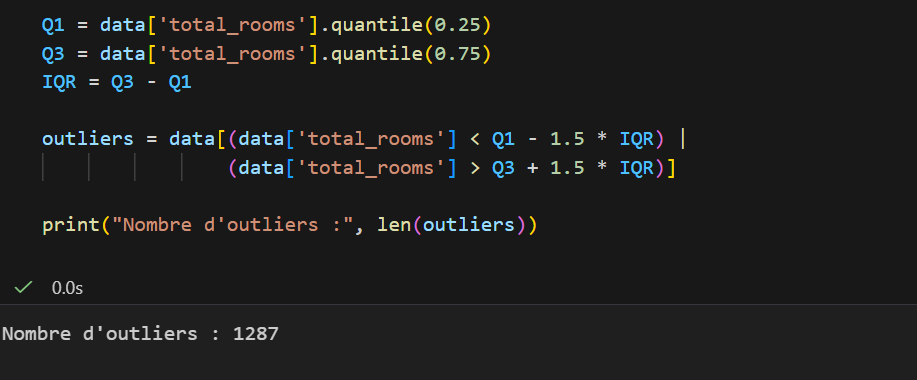 Q1 = data['total_rooms'].quantile(0.25)
Q3 = data['total_rooms'].quantile(0.75)
IQR = Q3 - Q1
outliers = data[(data['total_rooms'] < Q1 - 1.5 * IQR) |
(data['total_rooms'] > Q3 + 1.5 * IQR)]
print("Nombre d'outliers :", len(outliers))
0.0s
Nombre d'outliers : 1287